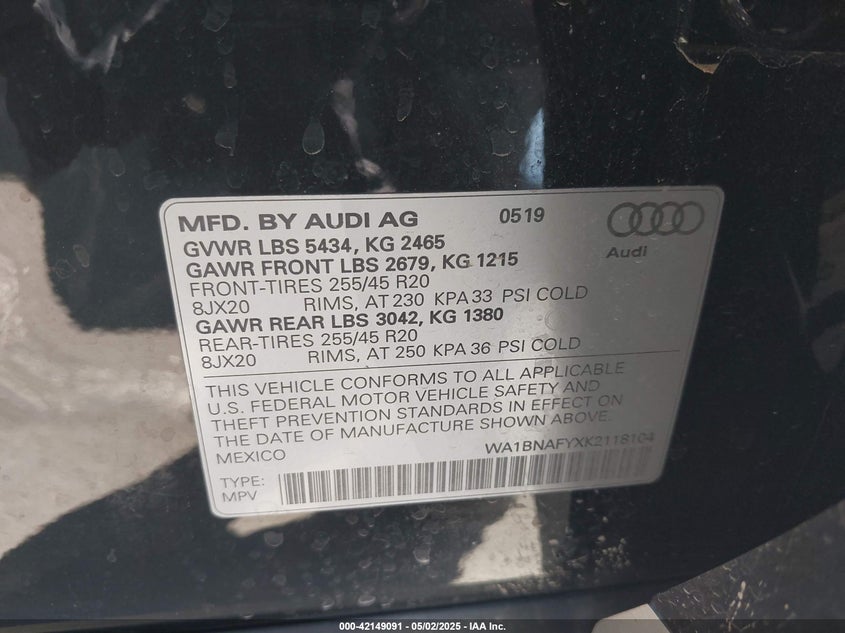 MFD. BY AUDI AG 0519
Audi
GVWR LBS 5434, KG 2465
GAWR FRONT LBS 2679, KG 1215
FRONT-TIRES 255/45 R20
8JX20 RIMS, AT 230 KPA 33 PSI COLD
GAWR REAR LBS 3042, KG 1380
REAR-TIRES 255/45 R20
8JX20 RIMS, AT 250 KPA 36 PSI COLD
THIS VEHICLE CONFORMS TO ALL APPLICABLE
U.S. FEDERAL MOTOR VEHICLE SAFETY AND
THEFT PREVENTION STANDARDS IN EFFECT ON
THE DATE OF MANUFACTURE SHOWN ABOVE.
MEXICO WA1BNAFYXK2118104
TYPE:
MPV
000-42149091 - 05/02/2025 - IAA Inc.